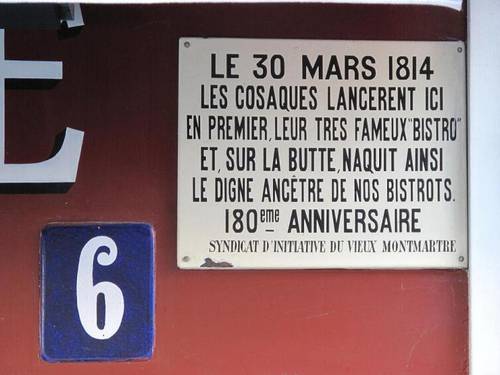 E
LE 30 MARS 1814
LES COSAQUES LANCERENT ICI
EN PREMIER, LEUR TRES FAMEUX "BISTRO"
ET, SUR LA BUTTE, NAQUIT AINSI
LE DIGNE ANCÊTRE DE NOS BISTROTS.
180eme ANNIVERSAIRE
SYNDICAT D'INITIATIVE DU VIEUX MONTMARTRE
6